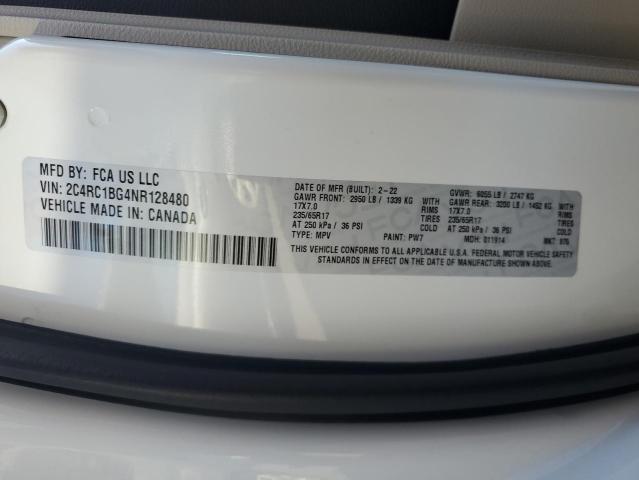 MFD BY: FCA US LLC
VIN: 2C4RC1BG4NR128480
VEHICLE MADE IN: CANADA
DATE OF MFR (BUILT): 2-22 GVWR: 6055 LB / 2747 KG
GAWR FRONT: 2950 LB / 1339 KG WITH GAWR REAR: 3200 LB / 1452 KG WITH
17X7.0 RIMS 17X7.0 RIMS
235/65R17 TIRES 235/65R17 TIRES
AT 250 kPa / 36 PSI COLD AT 250 kPa / 36 PSI COLD
TYPE: MPV PAINT: PW7 MDH: 011914 MKT:
THIS VEHICLE CONFORMS TO ALL APPLICABLE U.S.A. FEDERAL MOTOR VEHICLE SAFETY
STANDARDS IN EFFECT ON THE DATE OF MANUFACTURE SHOWN ABOVE.